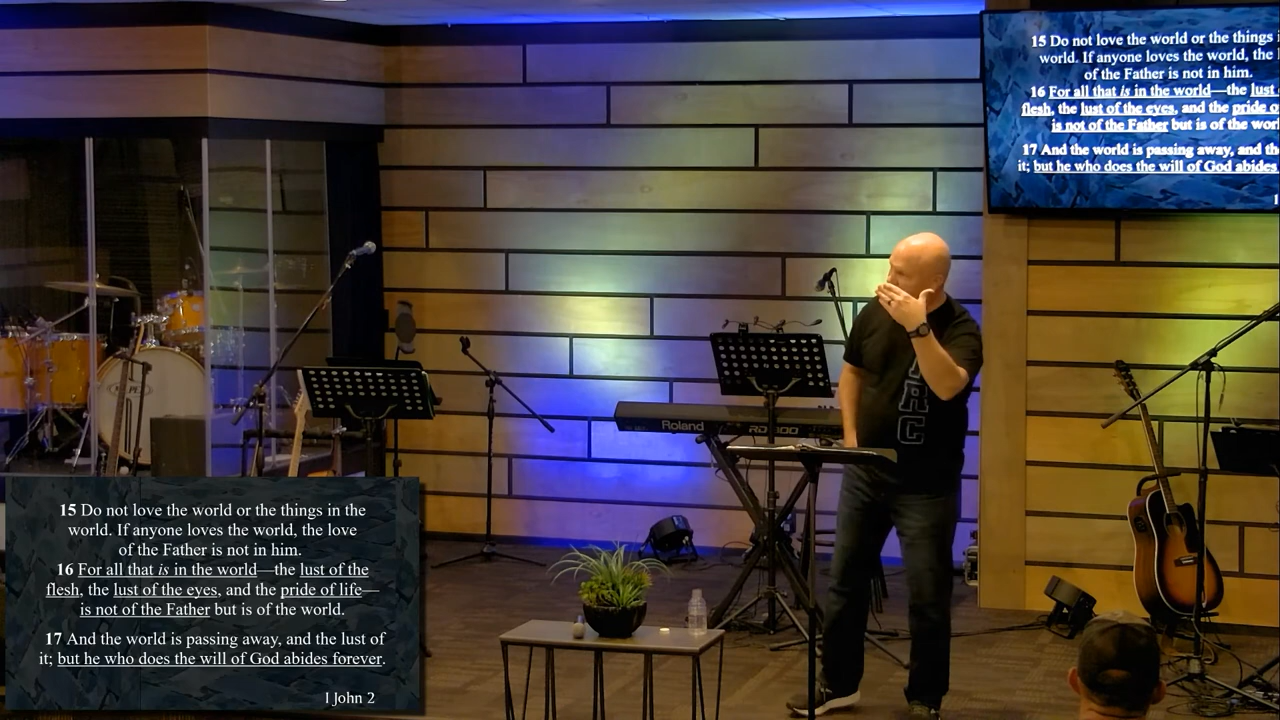 15 Do not love the world or the things i
world. If anyone loves the world, the l
of the Father is not in him.
16 For all that is in the world—the lust
flesh, the lust of the eyes, and the pride o
is not of the Father but is of the worl
17 And the world is passing away, and th
it; but he who does the will of God abides
Roland
RD
15 Do not love the world or the things in the
world. If anyone loves the world, the love
of the Father is not in him.
16 For all that is in the world—the lust of the
flesh, the lust of the eyes, and the pride of life—
is not of the Father but is of the world.
17 And the world is passing away, and the lust of
it; but he who does the will of God abides forever.
1 John 2